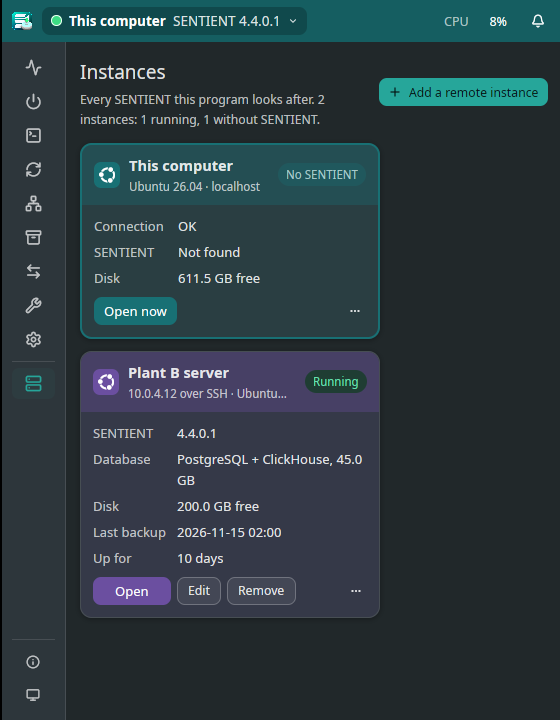 This computer SENTIENT 4.4.0.1
CPU 8%
Instances
Every SENTIENT this program looks after. 2
instances: 1 running, 1 without SENTIENT.
Add a remote instance
This computer
Ubuntu 26.04 · localhost
No SENTIENT
Connection OK
SENTIENT Not found
Disk 611.5 GB free
Open now
Plant B server
10.0.4.12 over SSH · Ubuntu...
Running
SENTIENT 4.4.0.1
Database PostgreSQL + ClickHouse, 45.0
GB
Disk 200.0 GB free
Last backup 2026-11-15 02:00
Up for 10 days
Open Edit Remove